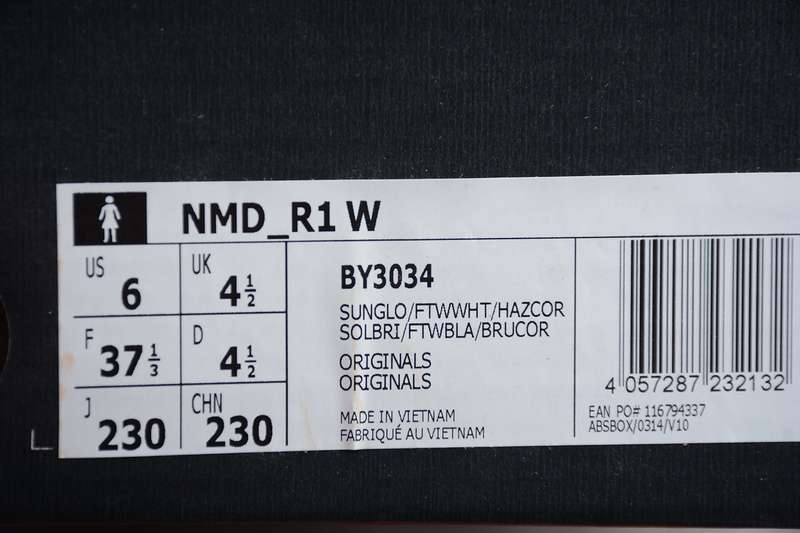 NMD_R1 W
US 6 UK 4 1/2
F 37 1/3 D 4 1/2
J 230 CHN 230
BY3034
SUNGLO/FTWWHT/HAZCOR
SOLBRI/FTWBLA/BRUCOR
ORIGINALS
ORIGINALS
MADE IN VIETNAM
FABRIQUÉ AU VIETNAM
4 057287 232132
EAN PO# 116794337
ABSBOX/0314/V10